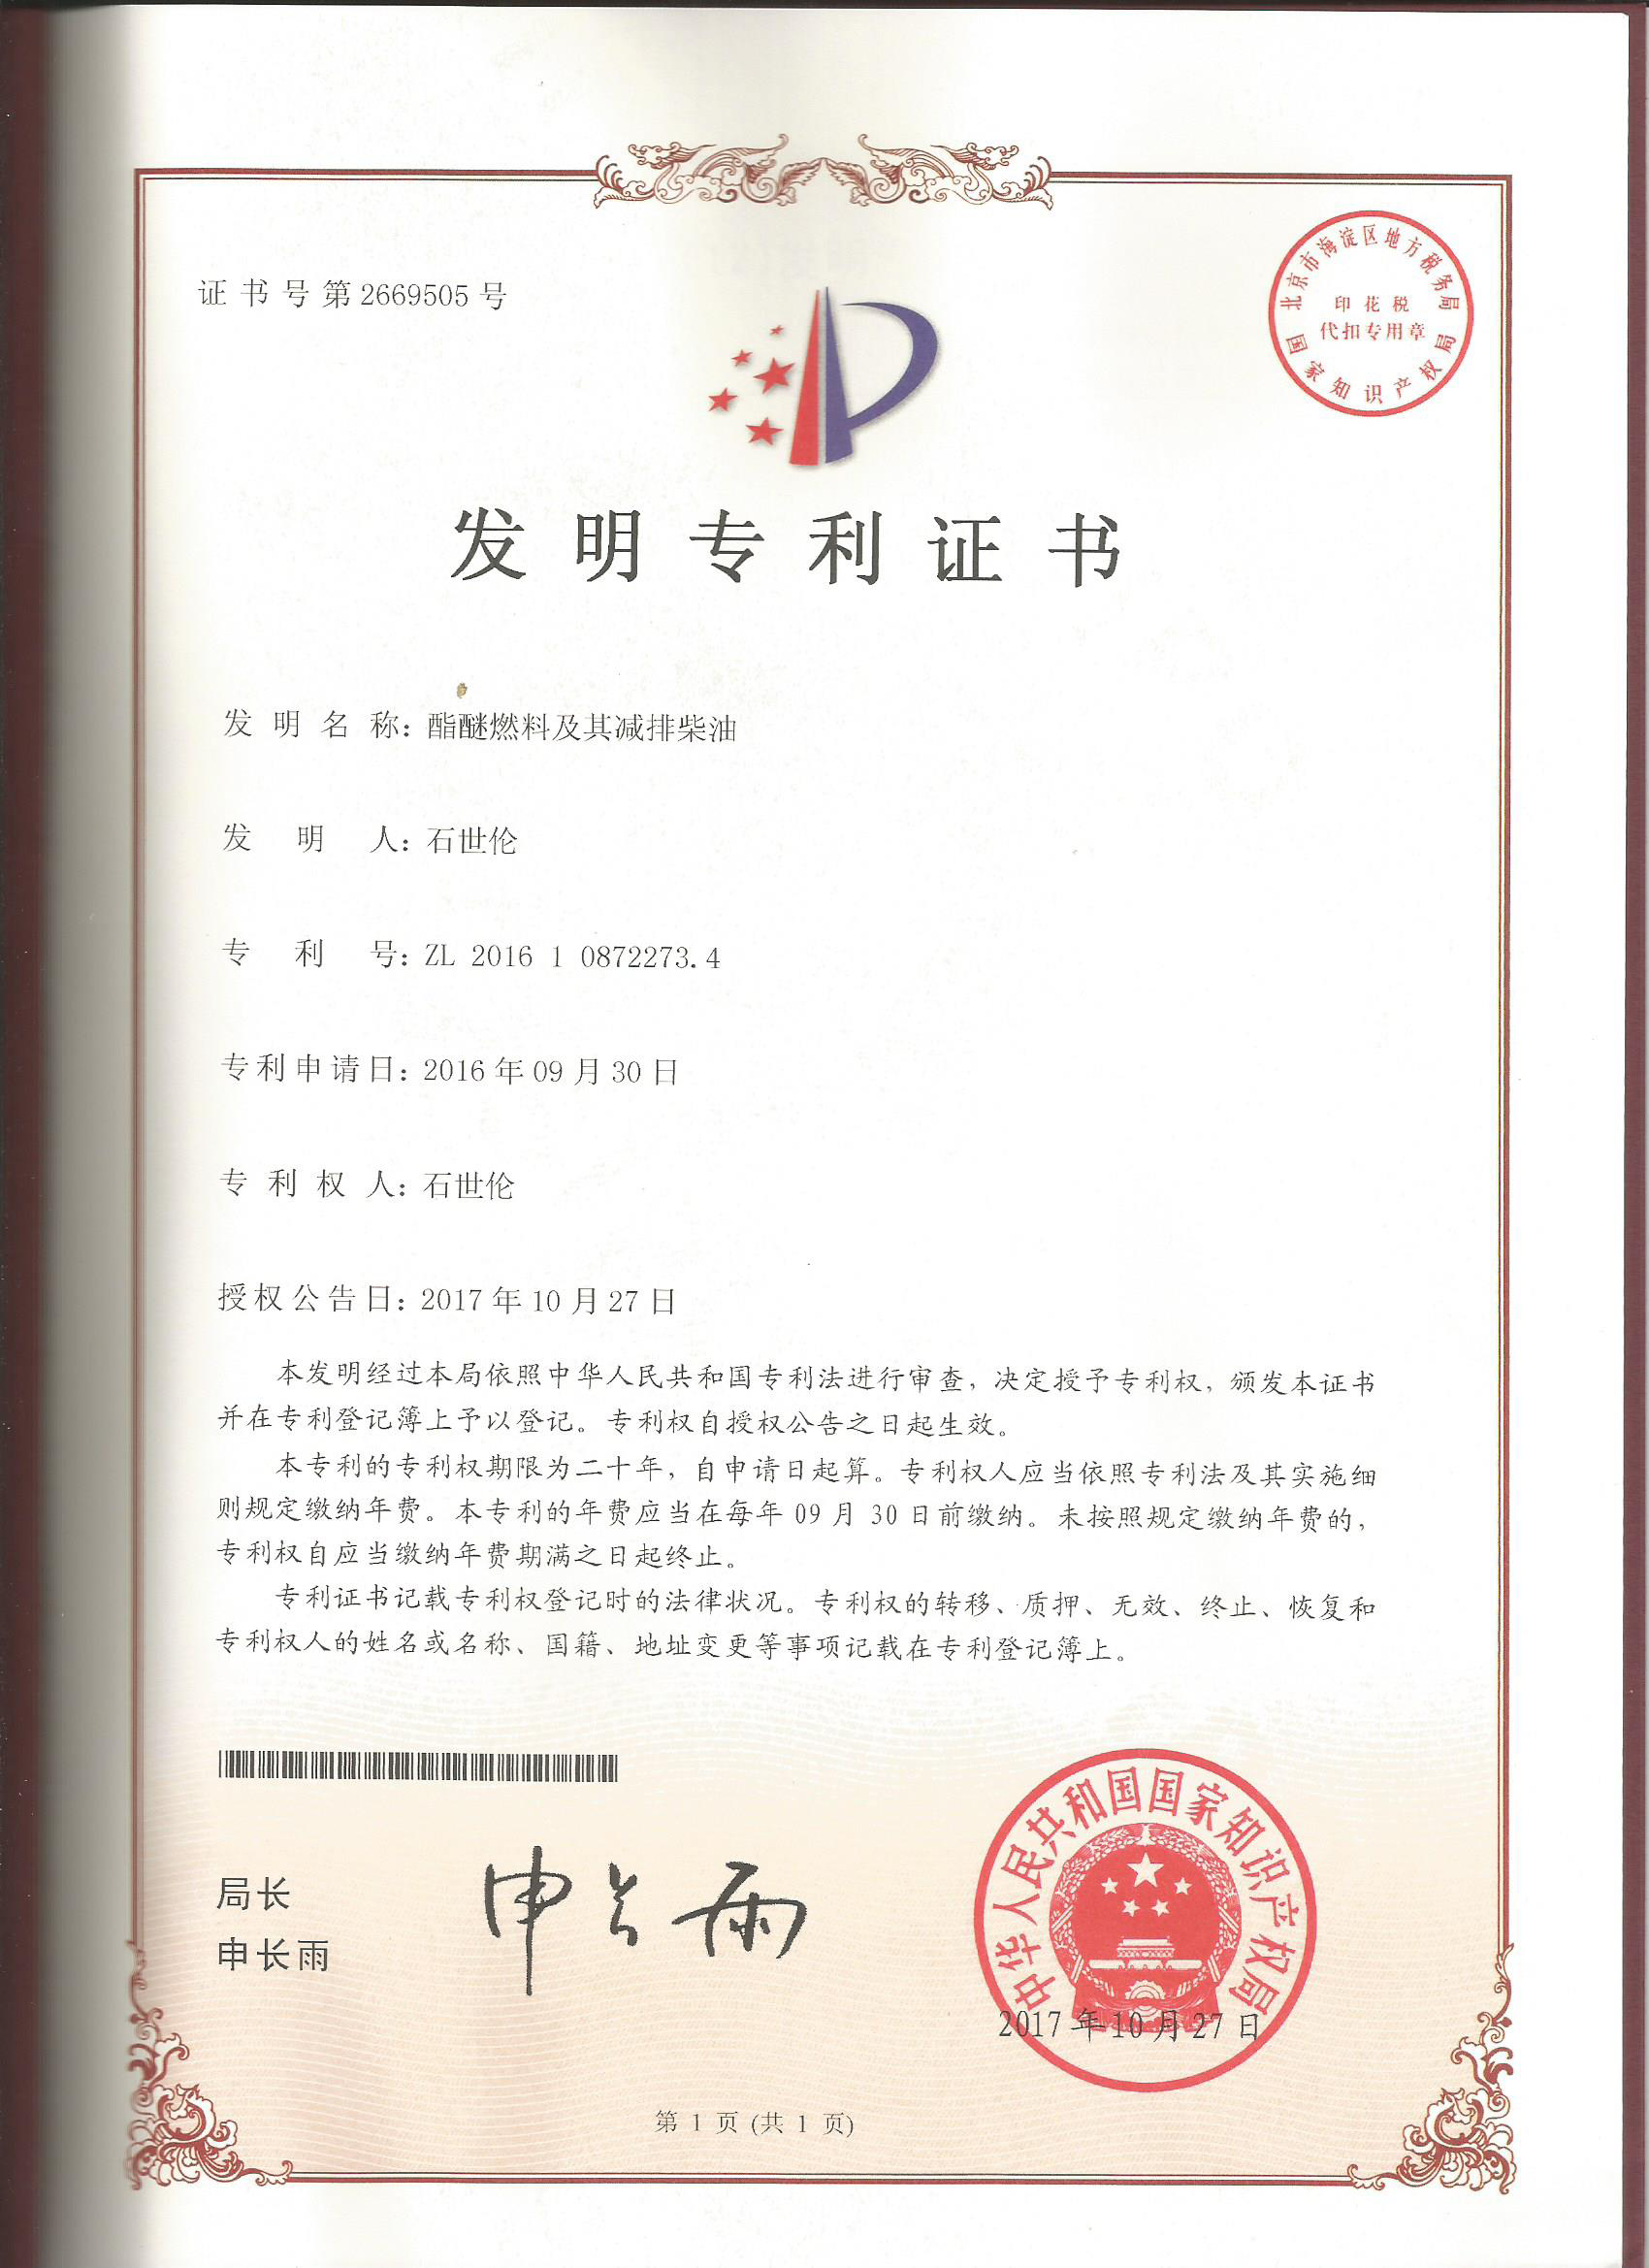 证书号第2669505号
北京市海淀区地方税务局
印花税
代扣专用章
国家知识产权局
发明专利证书
发明名称：酯醚燃料及其减排柴油
发明人：石世伦
专利号：ZL 2016 1 0872273.4
专利申请日：2016年09月30日
专利权人：石世伦
授权公告日：2017年10月27日
本发明经过本局依照中华人民共和国专利法进行审查，决定授予专利权，颁发本证书
并在专利登记簿上予以登记。专利权自授权公告之日起生效。
本专利的专利权期限为二十年，自申请日起算。专利权人应当依照专利法及其实施细
则规定缴纳年费。本专利的年费应当在每年 09 月 30 日前缴纳。未按照规定缴纳年费的，
专利权自应当缴纳年费期满之日起终止。
专利证书记载专利权登记时的法律状况。专利权的转移、质押、无效、终止、恢复和
专利权人的姓名或名称、国籍、地址变更等事项记载在专利登记簿上。
局长
申长雨
申长雨
中华人民共和国国家知识产权局
2017年10月27日
第 1 页 (共 1 页)